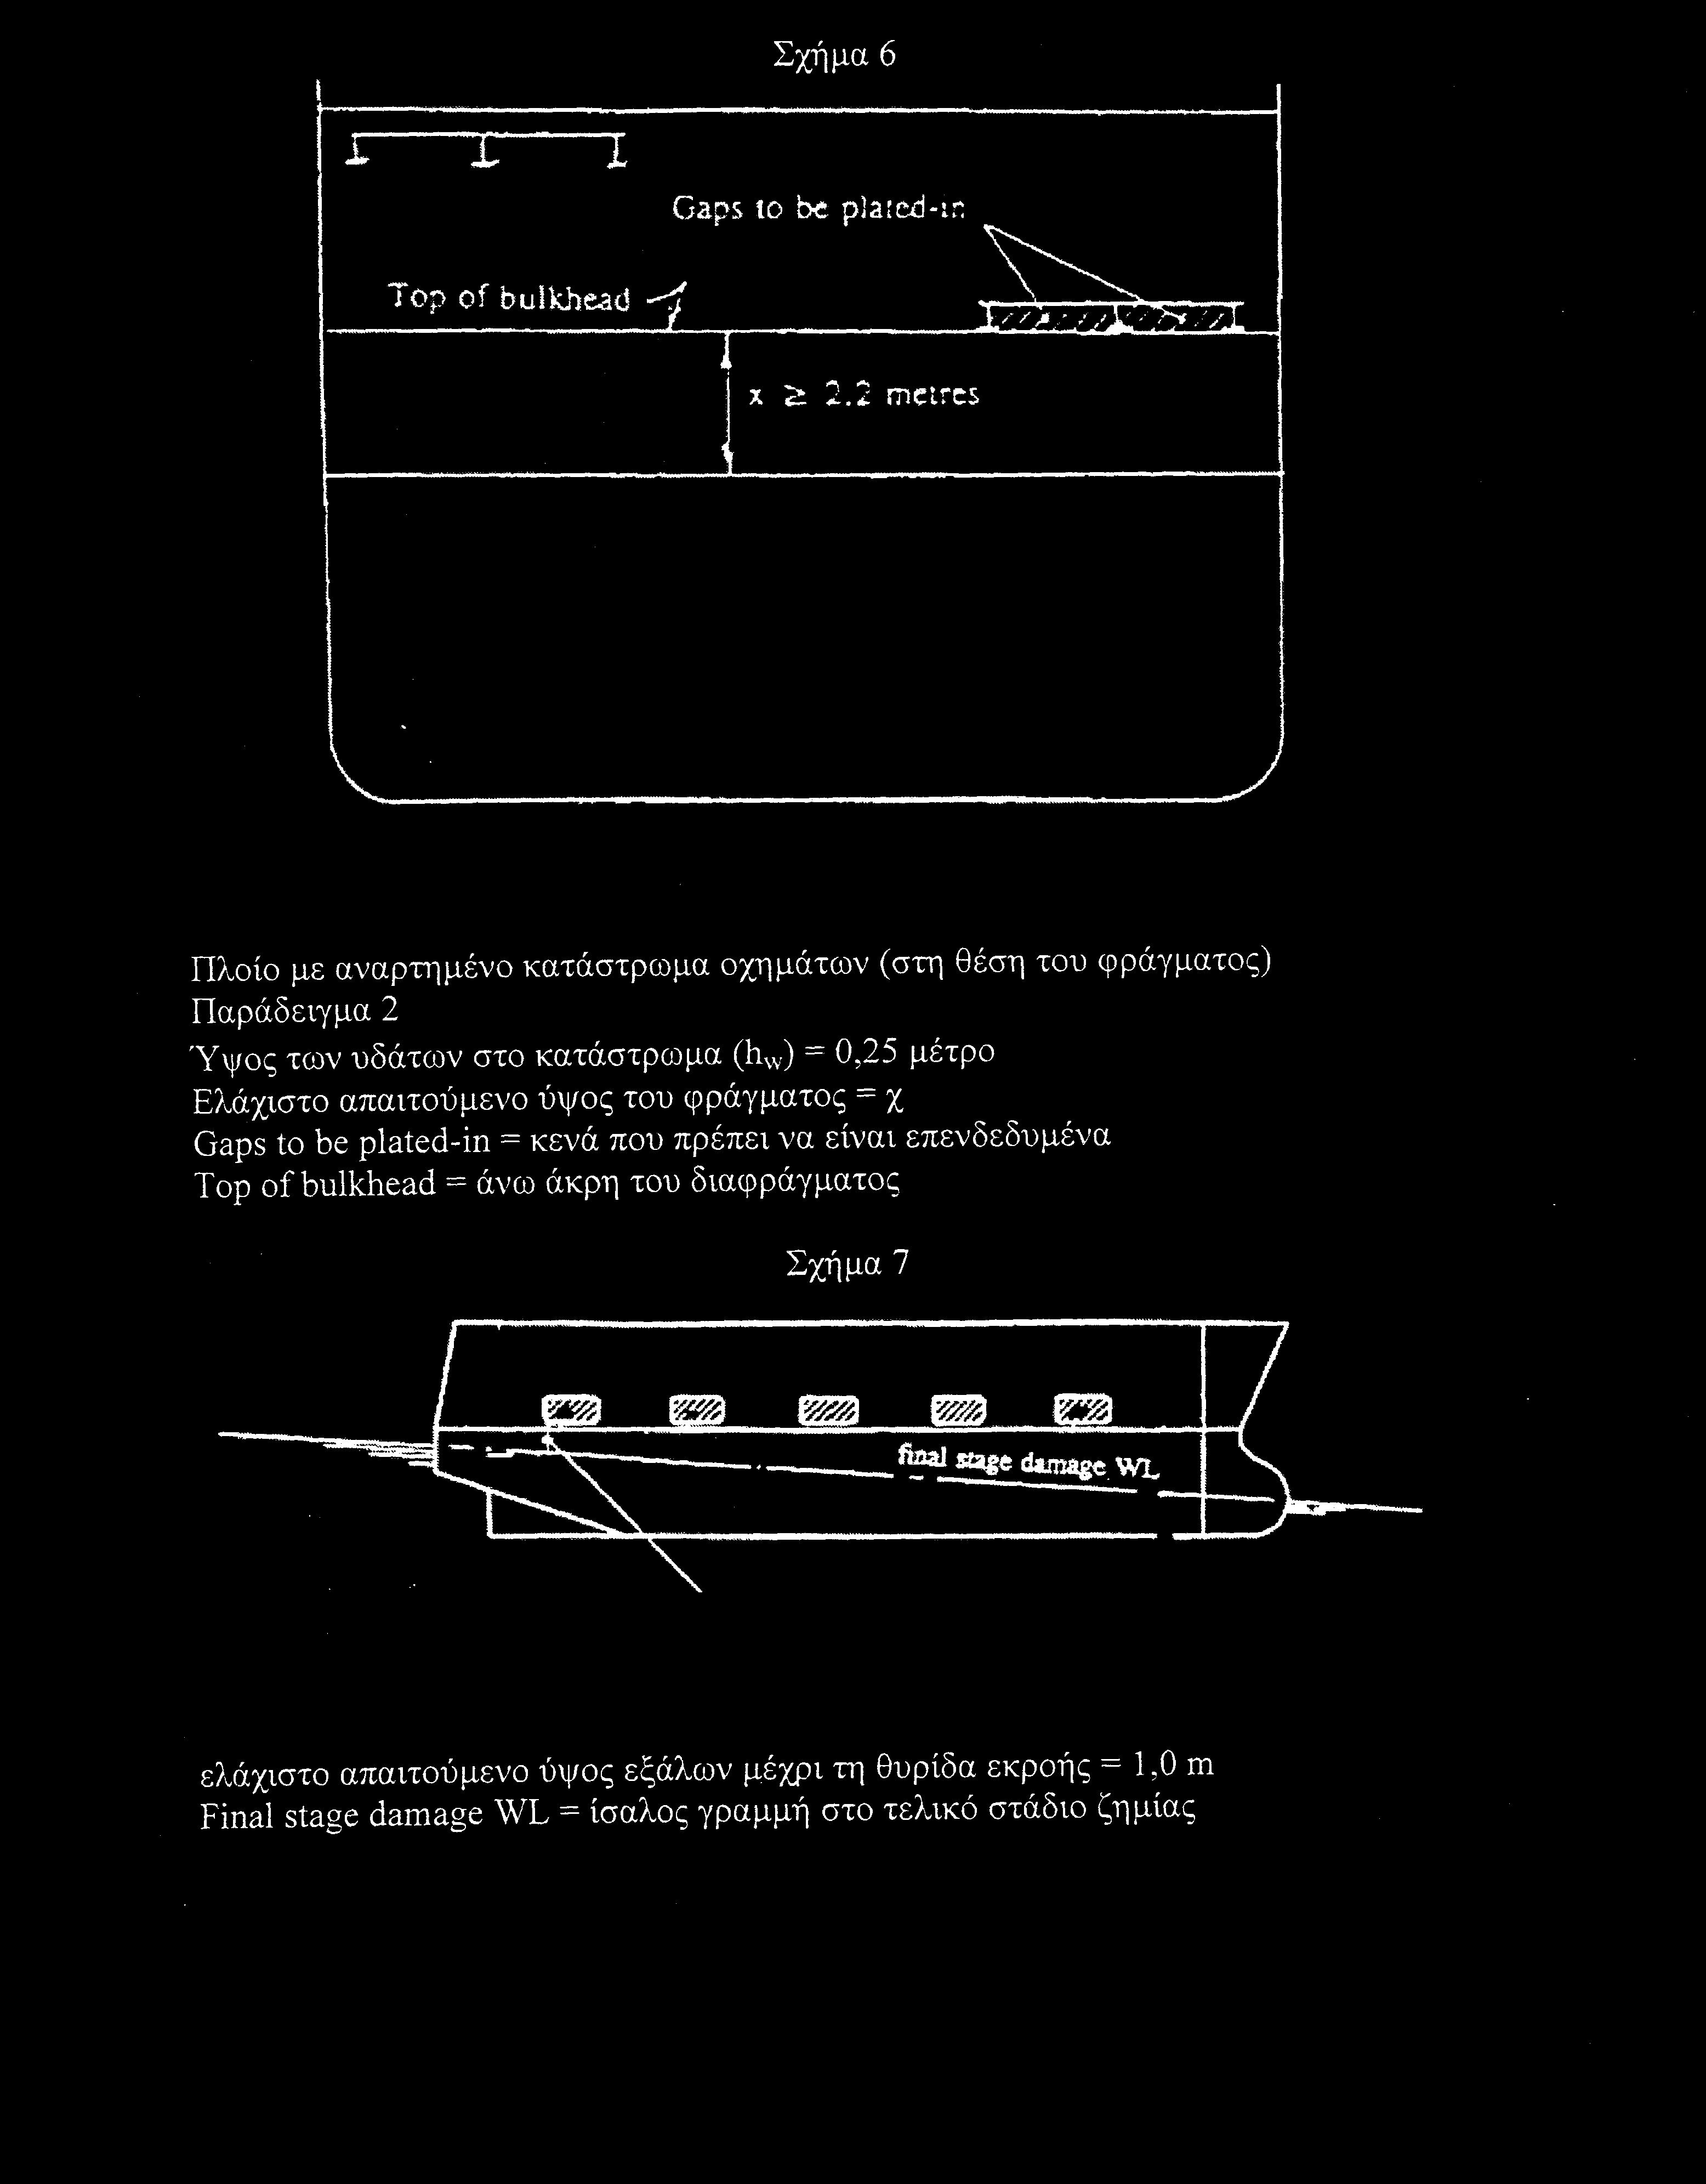 Σχήμα 6
Gaps to be plated-in
Top of bulkhead
x ≥ 2.2 metres
Πλοίο με αναρτημένο κατάστρωμα οχημάτων (στη θέση του φράγματος)
Παράδειγμα 2
Ύψος των υδάτων στο κατάστρωμα (hw) = 0,25 μέτρο
Ελάχιστο απαιτούμενο ύψος του φράγματος = χ
Gaps to be plated-in = κενά που πρέπει να είναι επενδεδυμένα
Top of bulkhead = άνω άκρη του διαφράγματος
Σχήμα 7
final stage damage WL
ελάχιστο απαιτούμενο ύψος εξάλων μέχρι τη θυρίδα εκροής = 1,0 m
Final stage damage WL = ίσαλος γραμμή στο τελικό στάδιο ζημίας